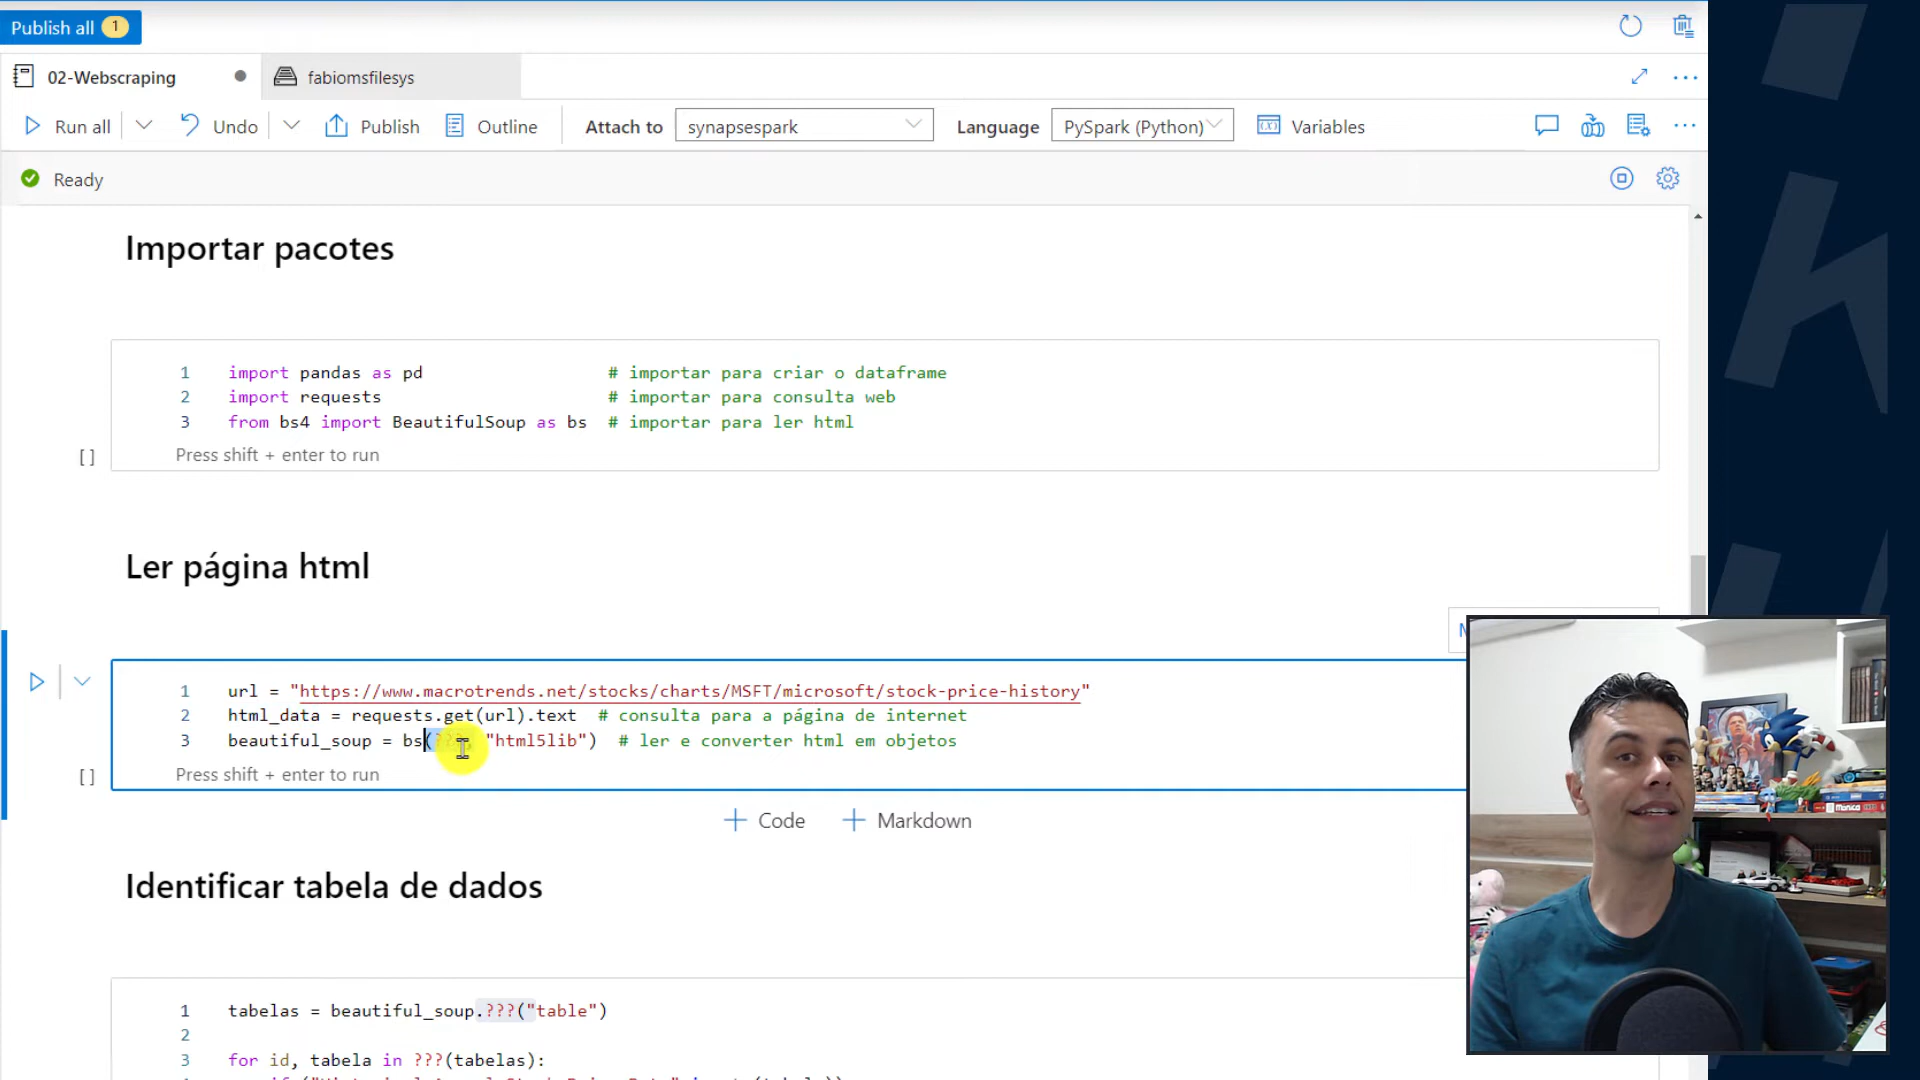 Publish all 1
02-Webscraping fabiomsfilesys
Run all Undo Publish Outline Attach to synapsespark Language PySpark (Python) Variables
Ready
Importar pacotes
1 import pandas as pd # importar para criar o dataframe
2 import requests # importar para consulta web
3 from bs4 import BeautifulSoup as bs # importar para ler html
[ ] Press shift + enter to run
Ler página html
1 url = "https://www.macrotrends.net/stocks/charts/MSFT/microsoft/stock-price-history"
2 html_data = requests.get(url).text # consulta para a página de internet
3 beautiful_soup = bs( "html5lib") # ler e converter html em objetos
[ ] Press shift + enter to run
+ Code + Markdown
Identificar tabela de dados
1 tabelas = beautiful_soup.???("table")
2
3 for id, tabela in ???(tabelas):